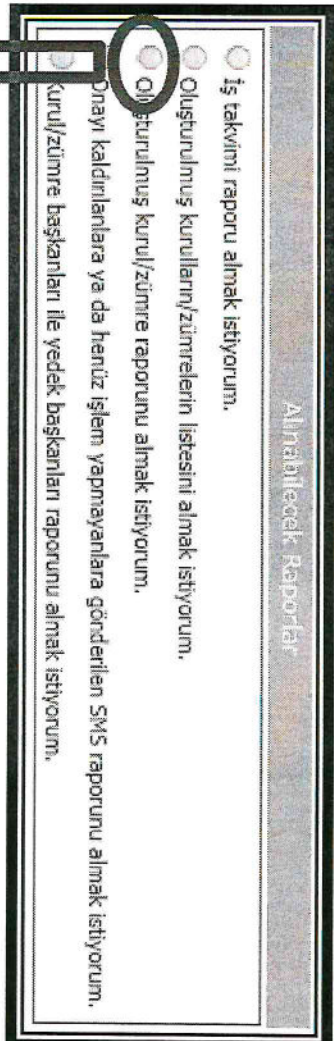 Alınabilecek Raporlar
İş takvimi raporu almak istiyorum.
Oluşturulmuş kurulların/zümrelerin listesini almak istiyorum.
Oluşturulmuş kurul/zümre raporunu almak istiyorum.
Onayı kaldırılanlara ya da henüz işlem yapmayanlara gönderilen SMS raporunu almak istiyorum.
Kurul/zümre başkanları ile yedek başkanları raporunu almak istiyorum.